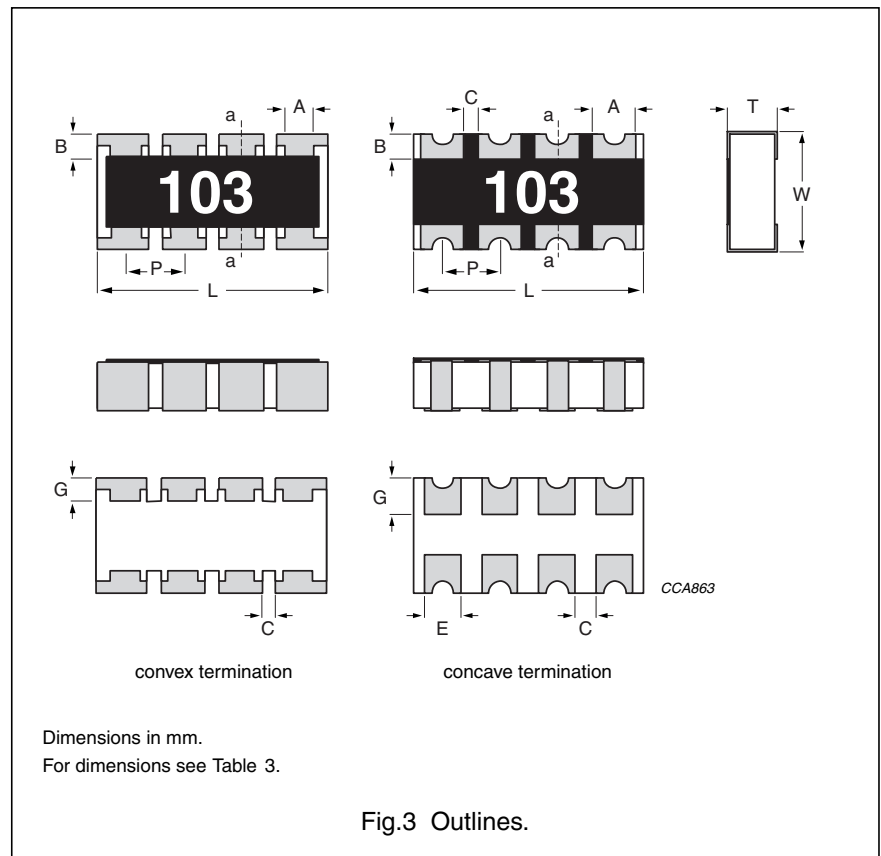 A C A T
a a
B B
103 103 W
P a P a
L L
G G
CCA863
C E C
convex termination concave termination
Dimensions in mm.
For dimensions see Table 3.
Fig.3 Outlines.